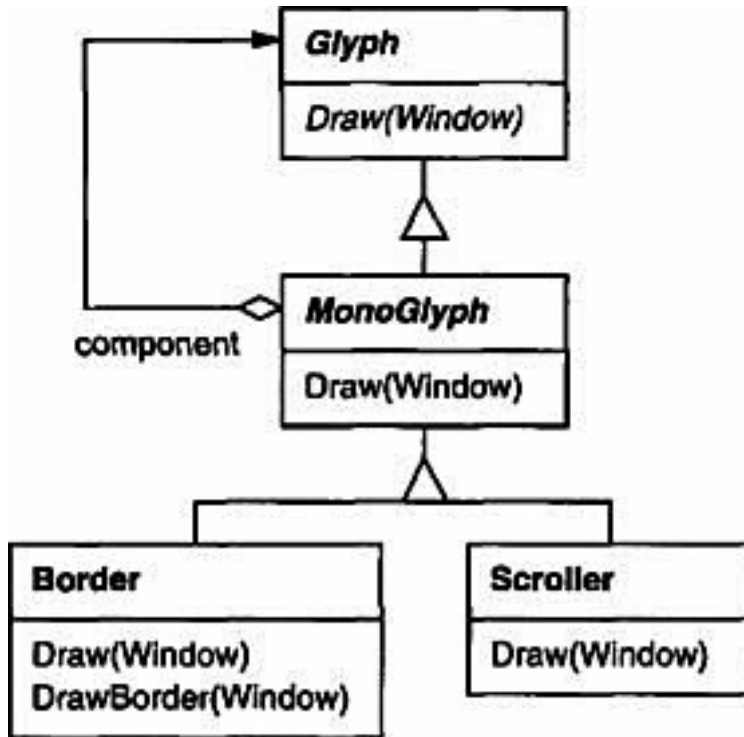 Glyph
Draw(Window)
MonoGlyph
component
Draw(Window)
Border
Draw(Window)
DrawBorder(Window)
Scroller
Draw(Window)